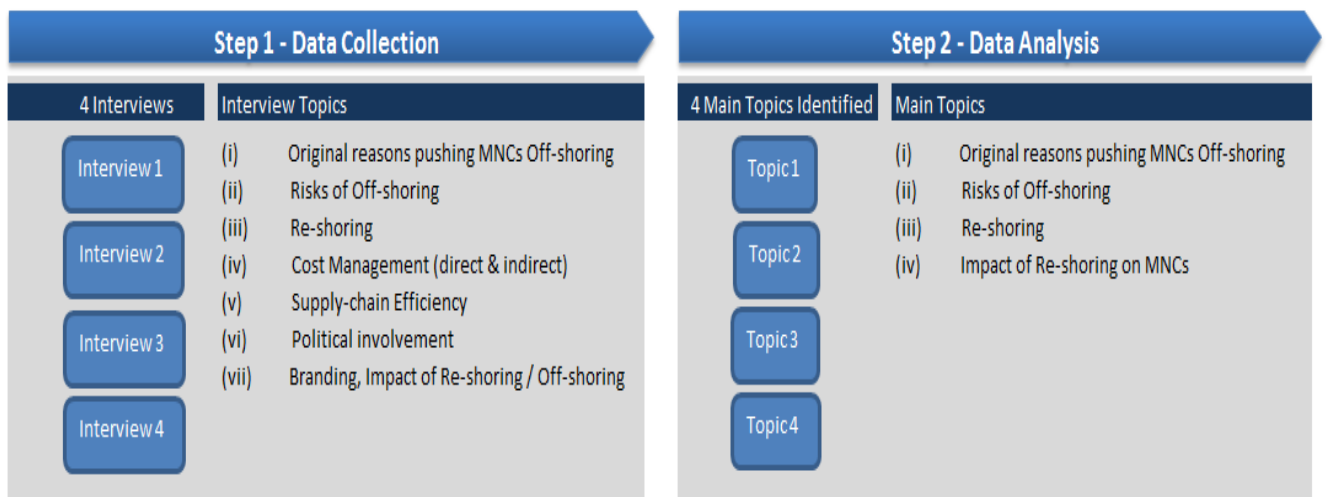 Step 1 - Data Collection
4 Interviews
Interview Topics
Interview 1
Interview 2
Interview 3
Interview 4
(i) Original reasons pushing MNCs Off-shoring
(ii) Risks of Off-shoring
(iii) Re-shoring
(iv) Cost Management (direct & indirect)
(v) Supply-chain Efficiency
(vi) Political involvement
(vii) Branding, Impact of Re-shoring / Off-shoring
Step 2 - Data Analysis
4 Main Topics Identified
Main Topics
Topic 1
Topic 2
Topic 3
Topic 4
(i) Original reasons pushing MNCs Off-shoring
(ii) Risks of Off-shoring
(iii) Re-shoring
(iv) Impact of Re-shoring on MNCs